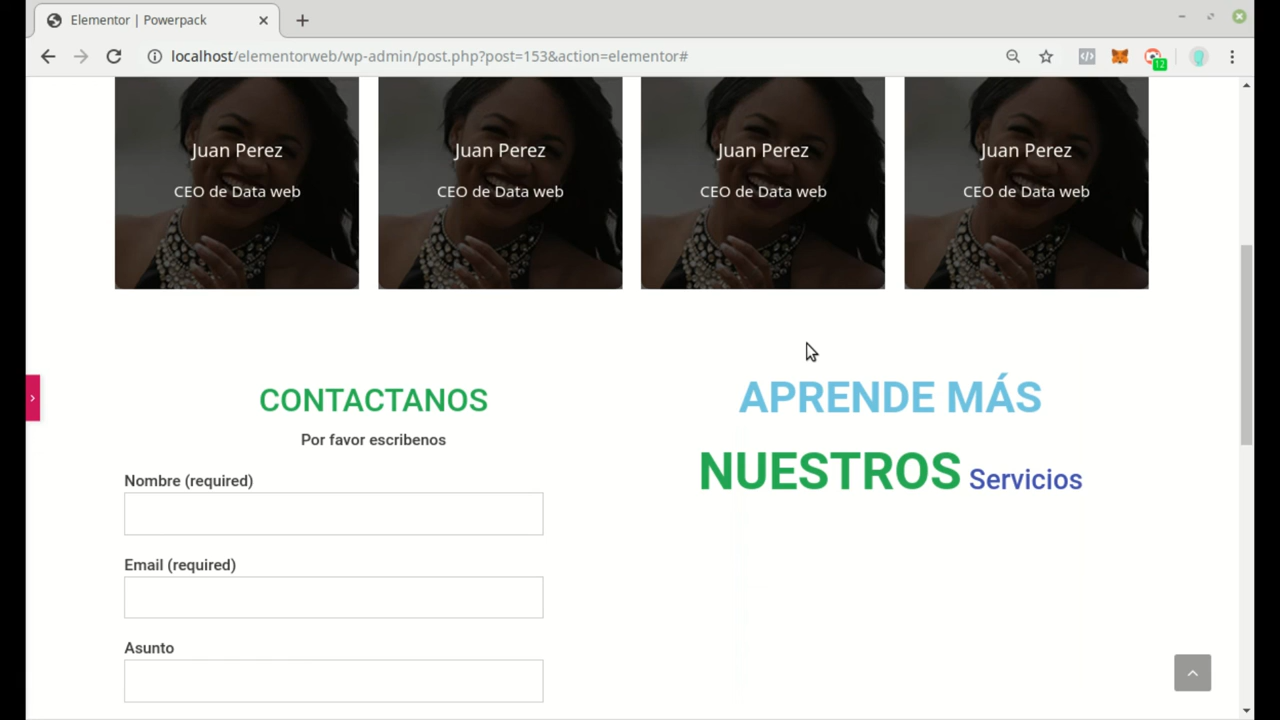 Elementor | Powerpack
localhost/elementorweb/wp-admin/post.php?post=153&action=elementor#
12
Juan Perez Juan Perez Juan Perez Juan Perez
CEO de Data web CEO de Data web CEO de Data web CEO de Data web
CONTACTANOS
Por favor escribenos
Nombre (required)
Email (required)
Asunto
APRENDE MÁS
NUESTROS Servicios